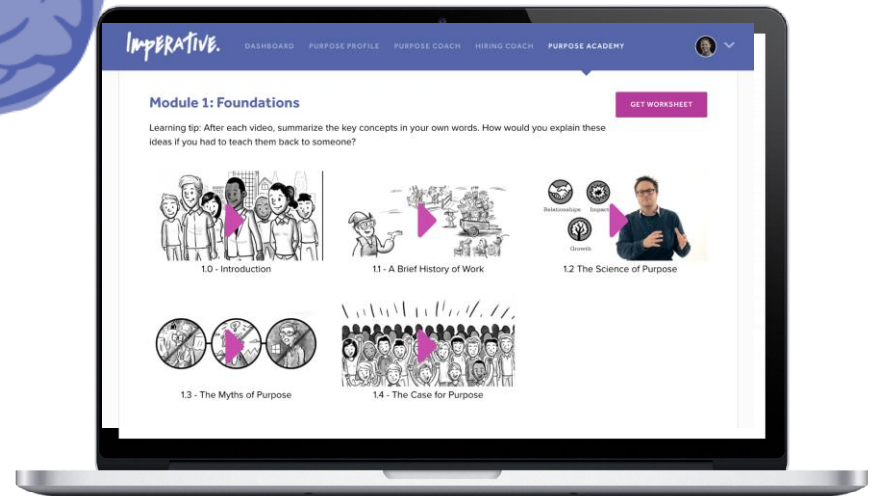 IMPERATIVE.
DASHBOARD PURPOSE PROFILE PURPOSE COACH HIRING COACH PURPOSE ACADEMY
Module 1: Foundations
GET WORKSHEET
Learning tip: After each video, summarize the key concepts in your own words. How would you explain these
ideas if you had to teach them back to someone?
Relationships Impact
Growth
1.0 - Introduction
1.1 - A Brief History of Work
1.2 The Science of Purpose
1.3 - The Myths of Purpose
1.4 - The Case for Purpose